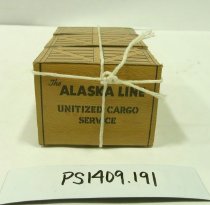 The
ALASKA LINE
UNITIZED CARGO
SERVICE
PS1409.191